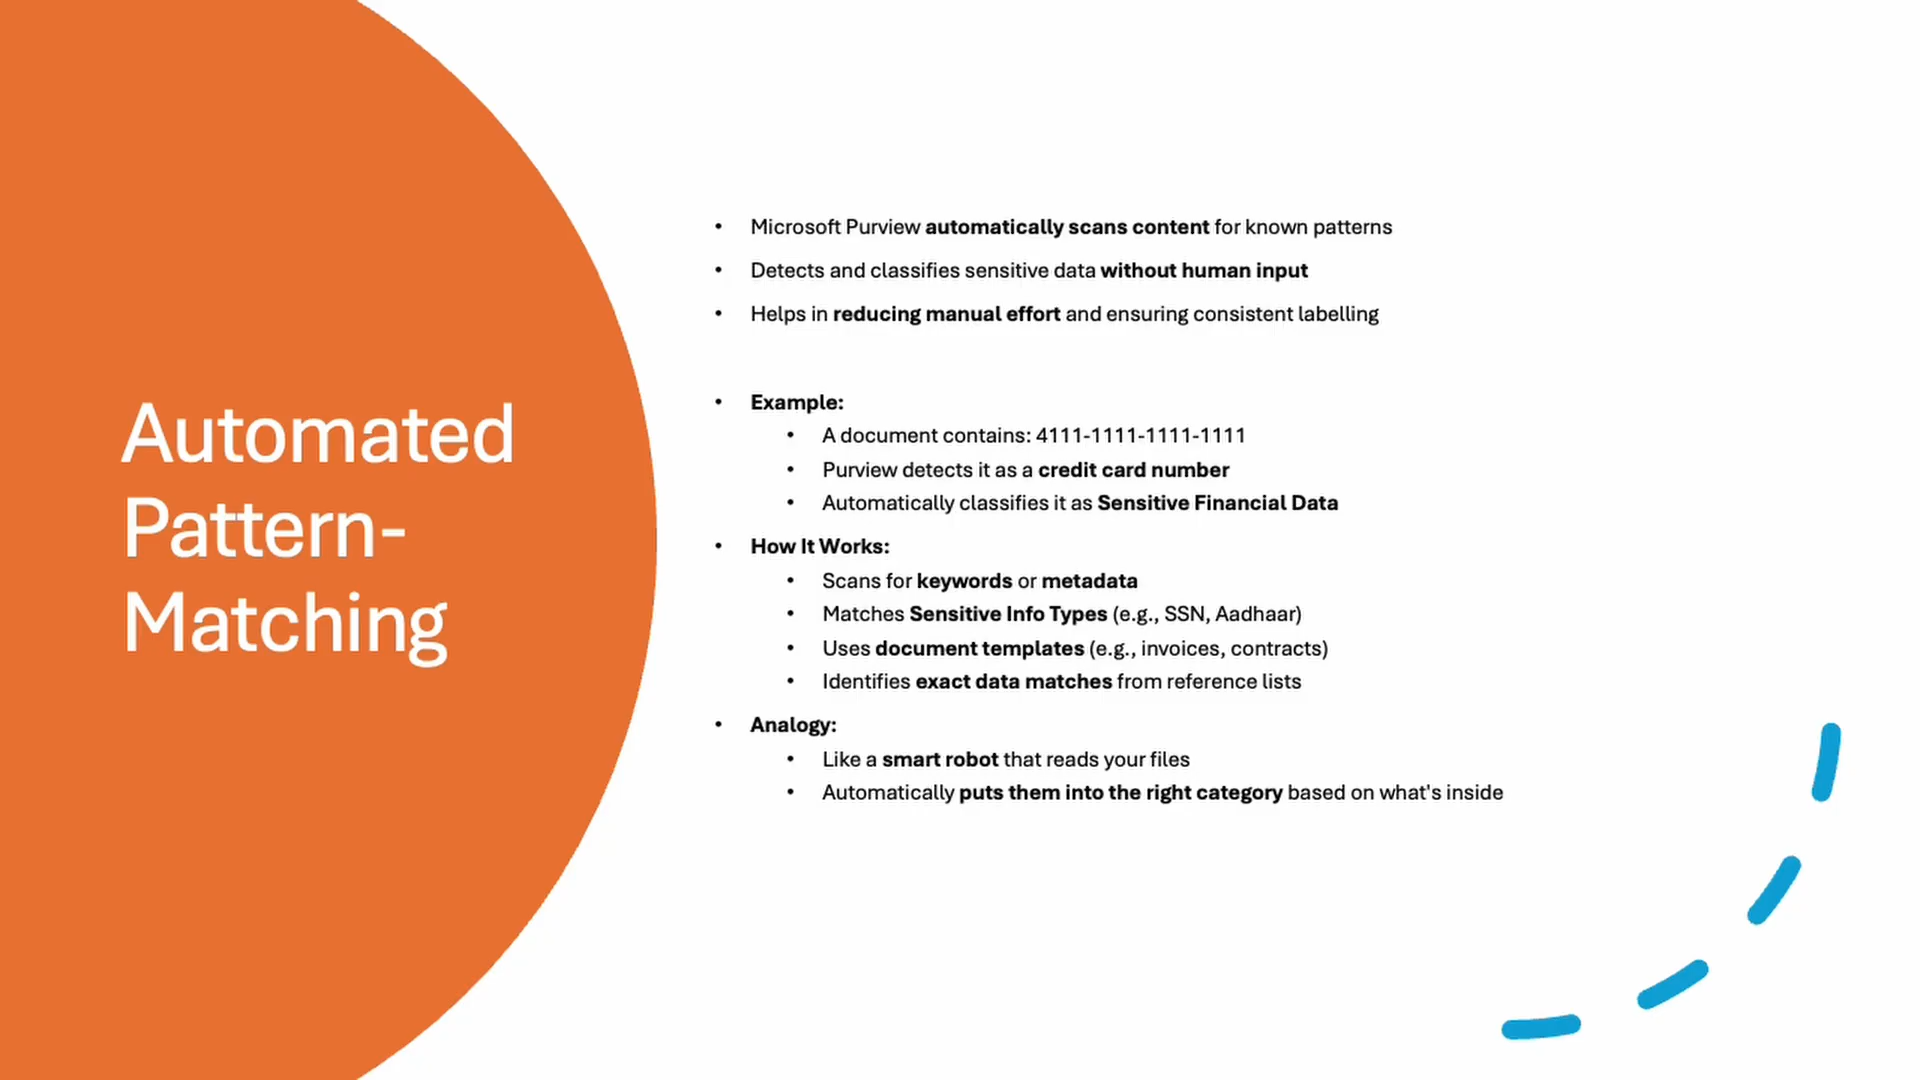 Automated
Pattern-
Matching
• Microsoft Purview automatically scans content for known patterns
• Detects and classifies sensitive data without human input
• Helps in reducing manual effort and ensuring consistent labelling
• Example:
• A document contains: 4111-1111-1111-1111
• Purview detects it as a credit card number
• Automatically classifies it as Sensitive Financial Data
• How It Works:
• Scans for keywords or metadata
• Matches Sensitive Info Types (e.g., SSN, Aadhaar)
• Uses document templates (e.g., invoices, contracts)
• Identifies exact data matches from reference lists
• Analogy:
• Like a smart robot that reads your files
• Automatically puts them into the right category based on what's inside